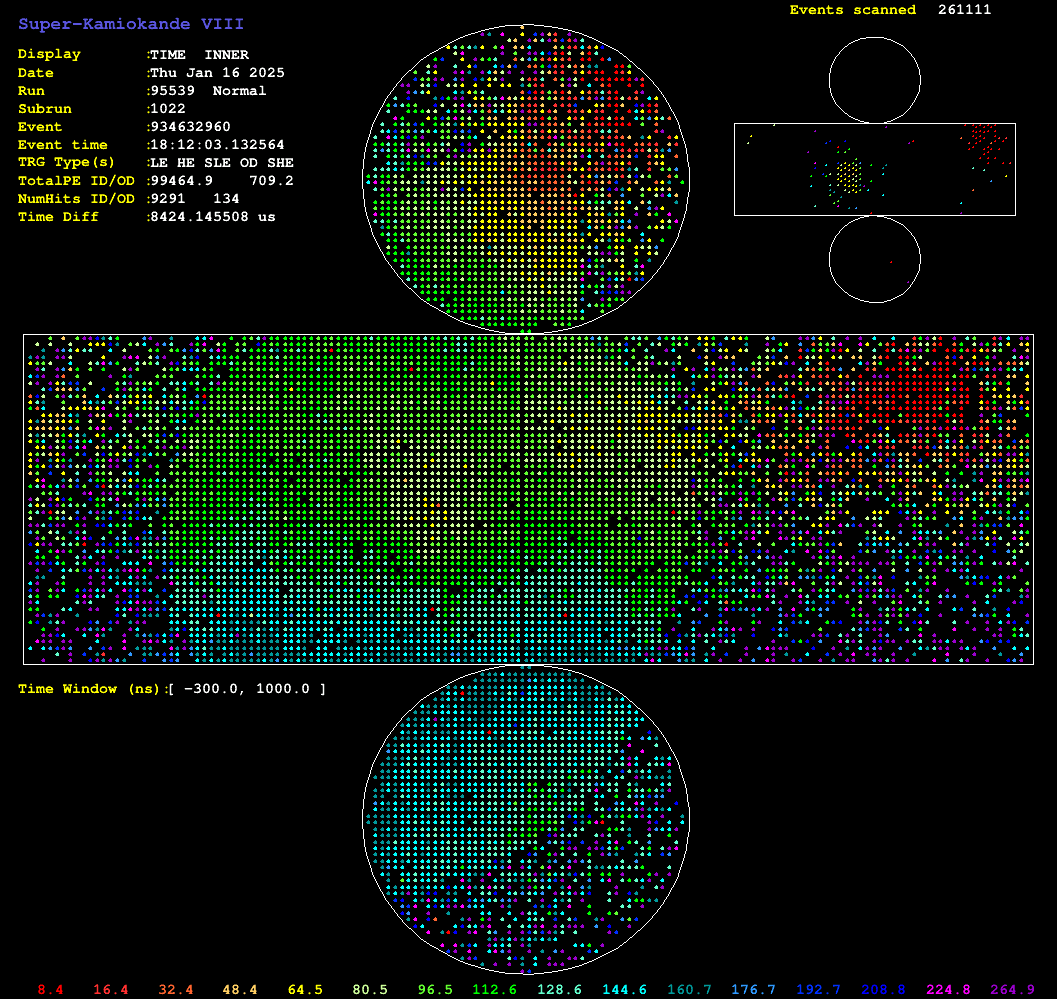 Super-Kamiokande VIII
Events scanned 261111
Display :TIME INNER
Date :Thu Jan 16 2025
Run :95539 Normal
Subrun :1022
Event :934632960
Event time :18:12:03.132564
TRG Type(s) :LE HE SLE OD SHE
TotalPE ID/OD :99464.9 709.2
NumHits ID/OD :9291 134
Time Diff :8424.145508 us
Time Window (ns):[ -300.0, 1000.0 ]
8.4 16.4 32.4 48.4 64.5 80.5 96.5 112.6 128.6 144.6 160.7 176.7 192.7 208.8 224.8 264.9